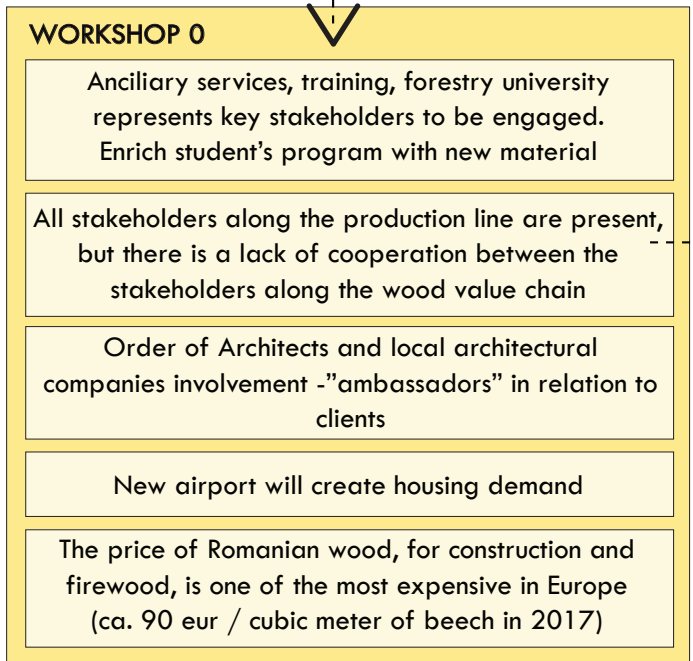 WORKSHOP 0
Anciliary services, training, forestry university
represents key stakeholders to be engaged.
Enrich student's program with new material
All stakeholders along the production line are present,
but there is a lack of cooperation between the
stakeholders along the wood value chain
Order of Architects and local architectural
companies involvement -”ambassadors” in relation to
clients
New airport will create housing demand
The price of Romanian wood, for construction and
firewood, is one of the most expensive in Europe
(ca. 90 eur / cubic meter of beech in 2017)